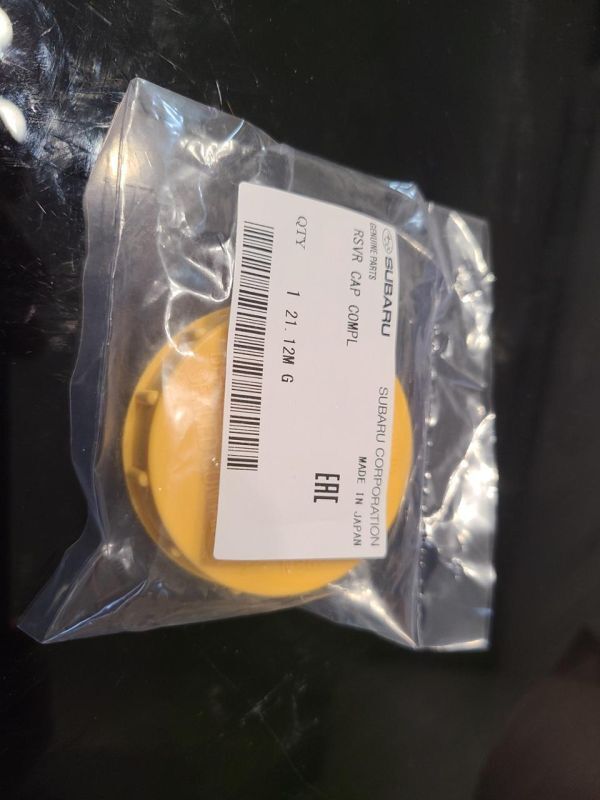 SUBARU
SUBARU CORPORATION
GENUINE PARTS
MADE IN JAPAN
RSVR CAP COMPL
EAC
QTY 1 21.12M G